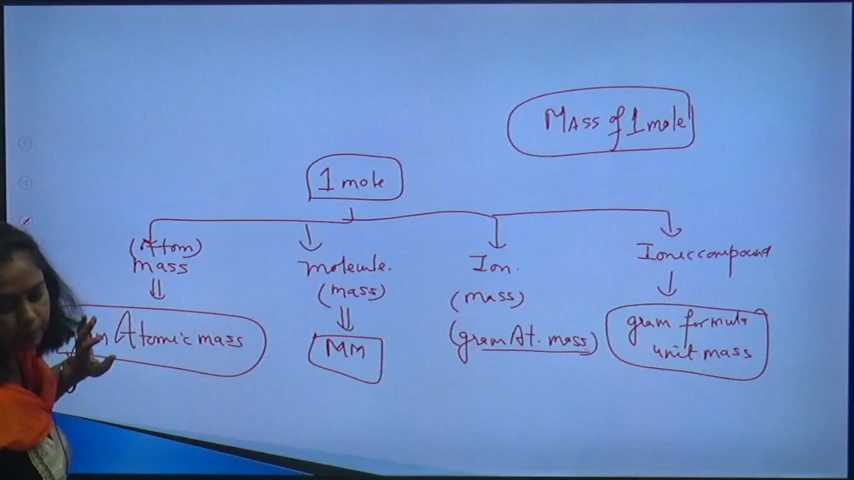 Mass of 1 mole
1 mole
(Atom)
mass
Atomic mass
molecule.
(mass)
MM
Ion.
(mass)
(gram At. mass)
Ionic compound
gram formula
unit mass